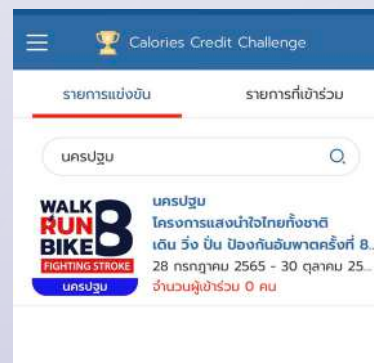 Calories Credit Challenge
รายการแข่งขัน
รายการที่เข้าร่วม
นครปฐม
WALK
RUN
BIKE
8
FIGHTING STROKE
นครปฐม
นครปฐม
โครงการแสงนำใจไทยทั้งชาติ
เดิน วิ่ง ปั่น ป้องกันอัมพาตครั้งที่ 8..
28 กรกฎาคม 2565 - 30 ตุลาคม 25...
จำนวนผู้เข้าร่วม 0 คน